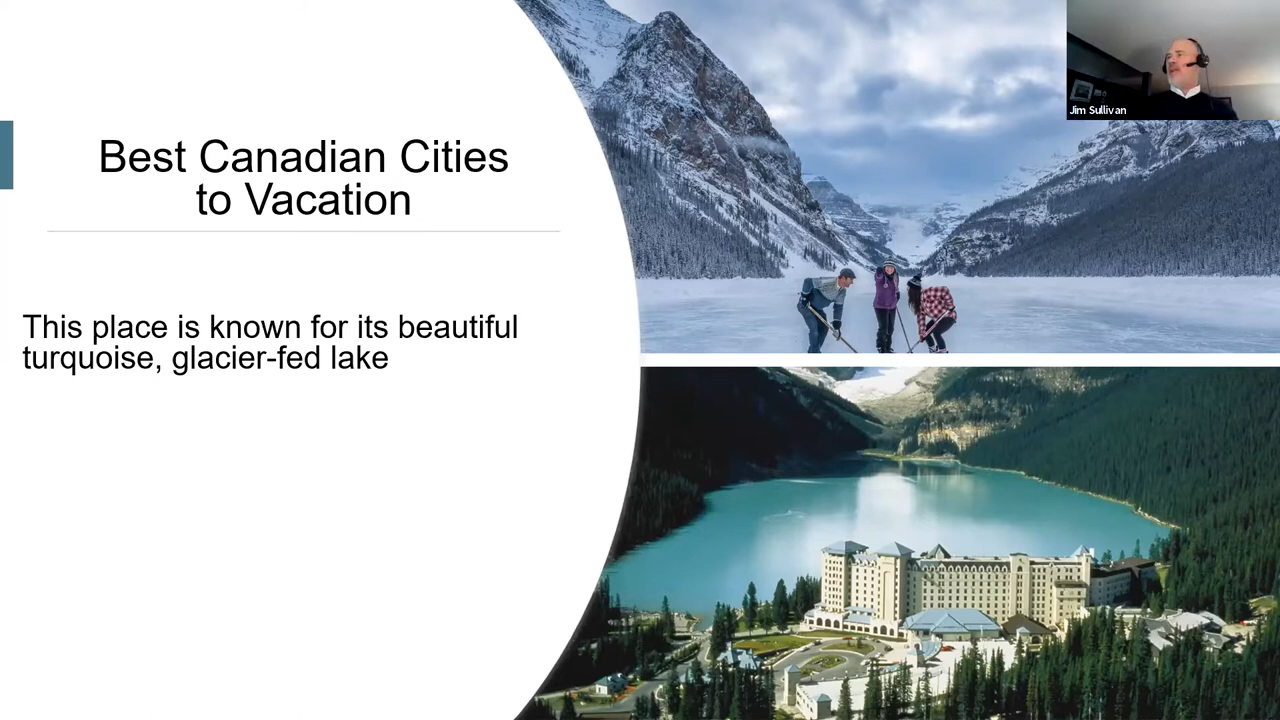 Best Canadian Cities
to Vacation
This place is known for its beautiful
turquoise, glacier-fed lake
Jim Sullivan